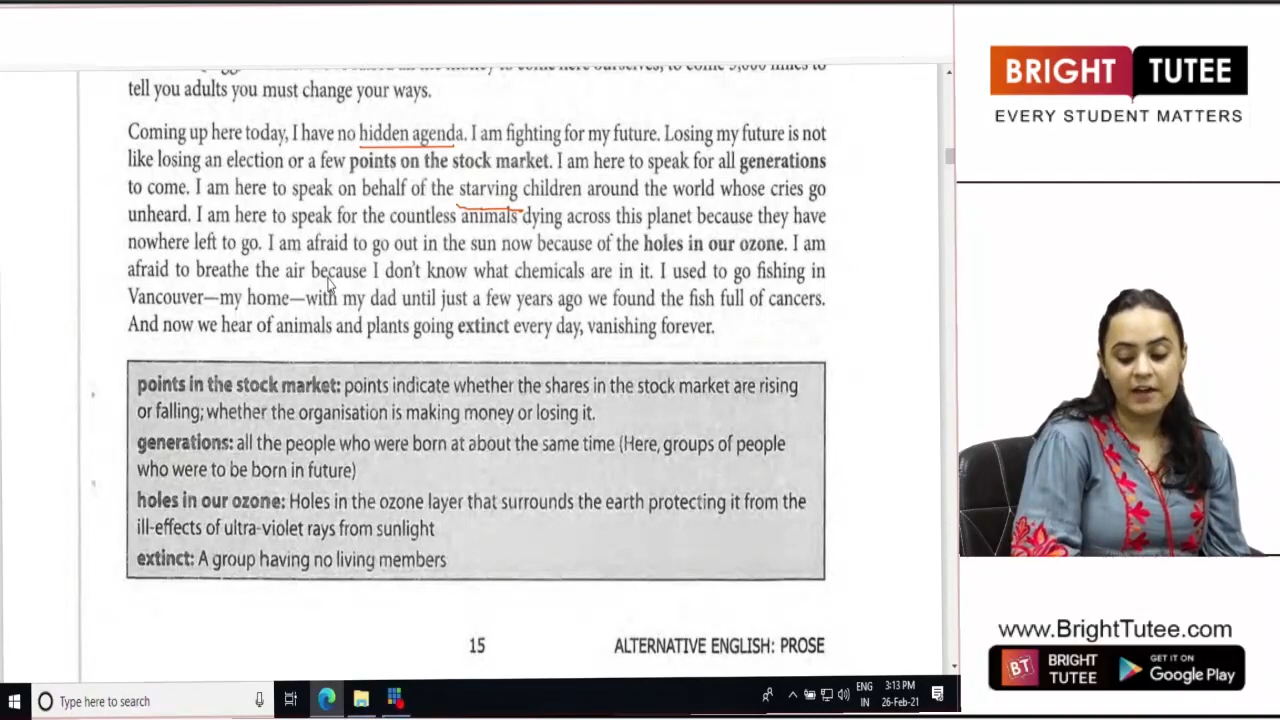 tell you adults you must change your ways.
Coming up here today, I have no hidden agenda. I am fighting for my future. Losing my future is not
like losing an election or a few points on the stock market. I am here to speak for all generations
to come. I am here to speak on behalf of the starving children around the world whose cries go
unheard. I am here to speak for the countless animals dying across this planet because they have
nowhere left to go. I am afraid to go out in the sun now because of the holes in our ozone. I am
afraid to breathe the air because I don't know what chemicals are in it. I used to go fishing in
Vancouver—my home—with my dad until just a few years ago we found the fish full of cancers.
And now we hear of animals and plants going extinct every day, vanishing forever.
points in the stock market: points indicate whether the shares in the stock market are rising
or falling; whether the organisation is making money or losing it.
generations: all the people who were born at about the same time (Here, groups of people
who were to be born in future)
holes in our ozone: Holes in the ozone layer that surrounds the earth protecting it from the
ill-effects of ultra-violet rays from sunlight
extinct: A group having no living members
15 ALTERNATIVE ENGLISH: PROSE
BRIGHT TUTEE
EVERY STUDENT MATTERS
www.BrightTutee.com
BT BRIGHT TUTEE
GET IT ON Google Play
Type here to search
ENG IN
3:13 PM
26-Feb-21